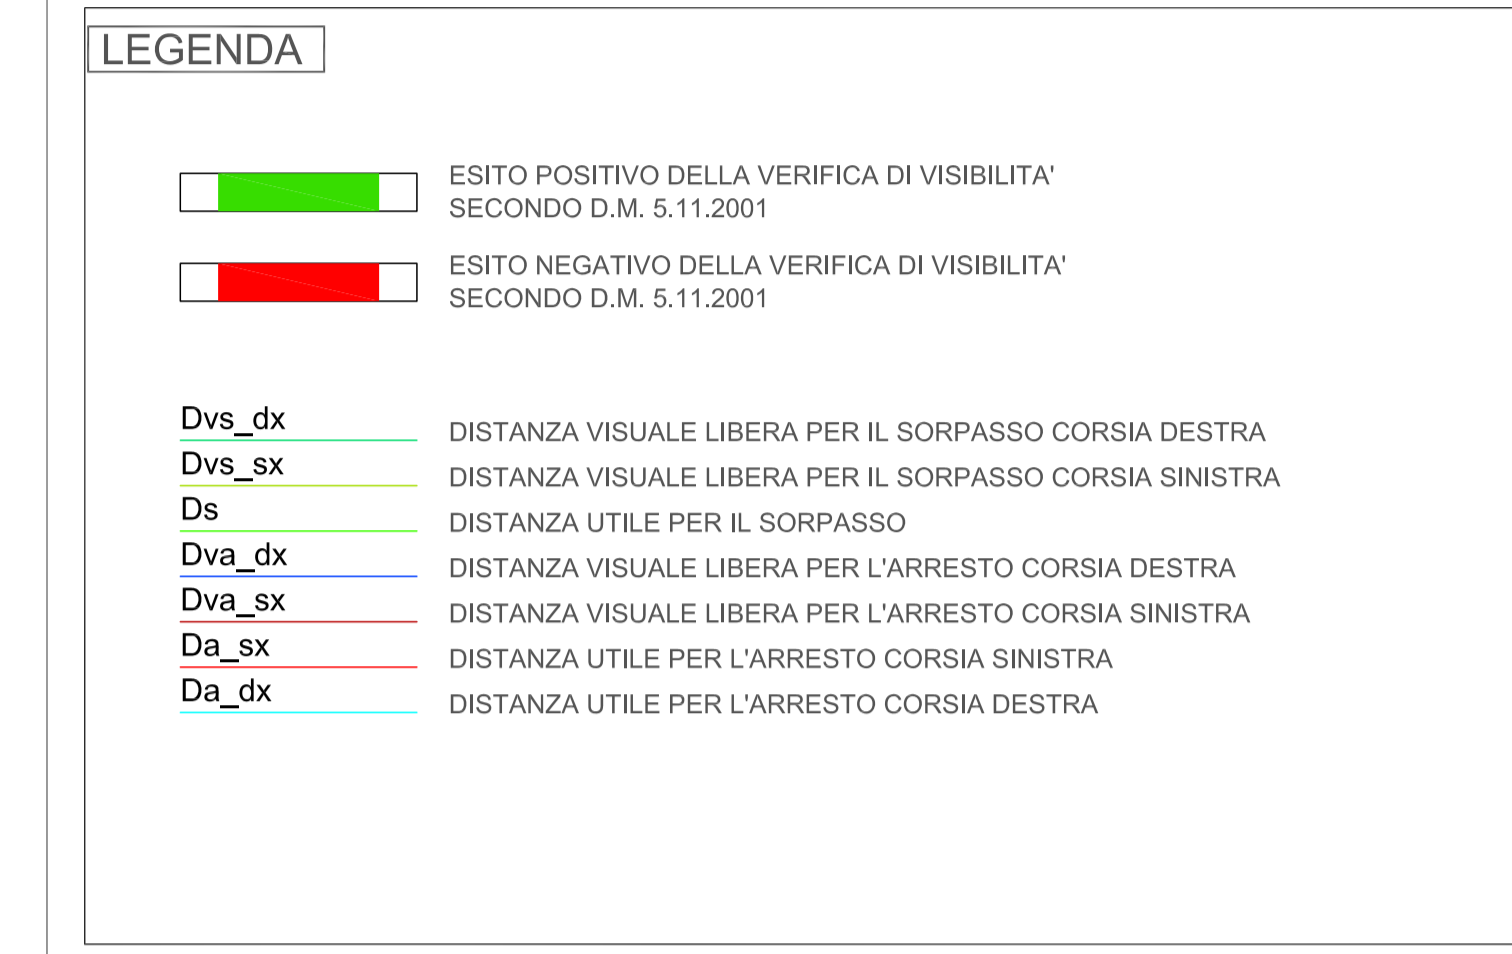 LEGENDA
ESITO POSITIVO DELLA VERIFICA DI VISIBILITA'
SECONDO D.M. 5.11.2001
ESITO NEGATIVO DELLA VERIFICA DI VISIBILITA'
SECONDO D.M. 5.11.2001
Dvs_dx DISTANZA VISUALE LIBERA PER IL SORPASSO CORSIA DESTRA
Dvs_sx DISTANZA VISUALE LIBERA PER IL SORPASSO CORSIA SINISTRA
Ds DISTANZA UTILE PER IL SORPASSO
Dva_dx DISTANZA VISUALE LIBERA PER L'ARRESTO CORSIA DESTRA
Dva_sx DISTANZA VISUALE LIBERA PER L'ARRESTO CORSIA SINISTRA
Da_sx DISTANZA UTILE PER L'ARRESTO CORSIA SINISTRA
Da_dx DISTANZA UTILE PER L'ARRESTO CORSIA DESTRA